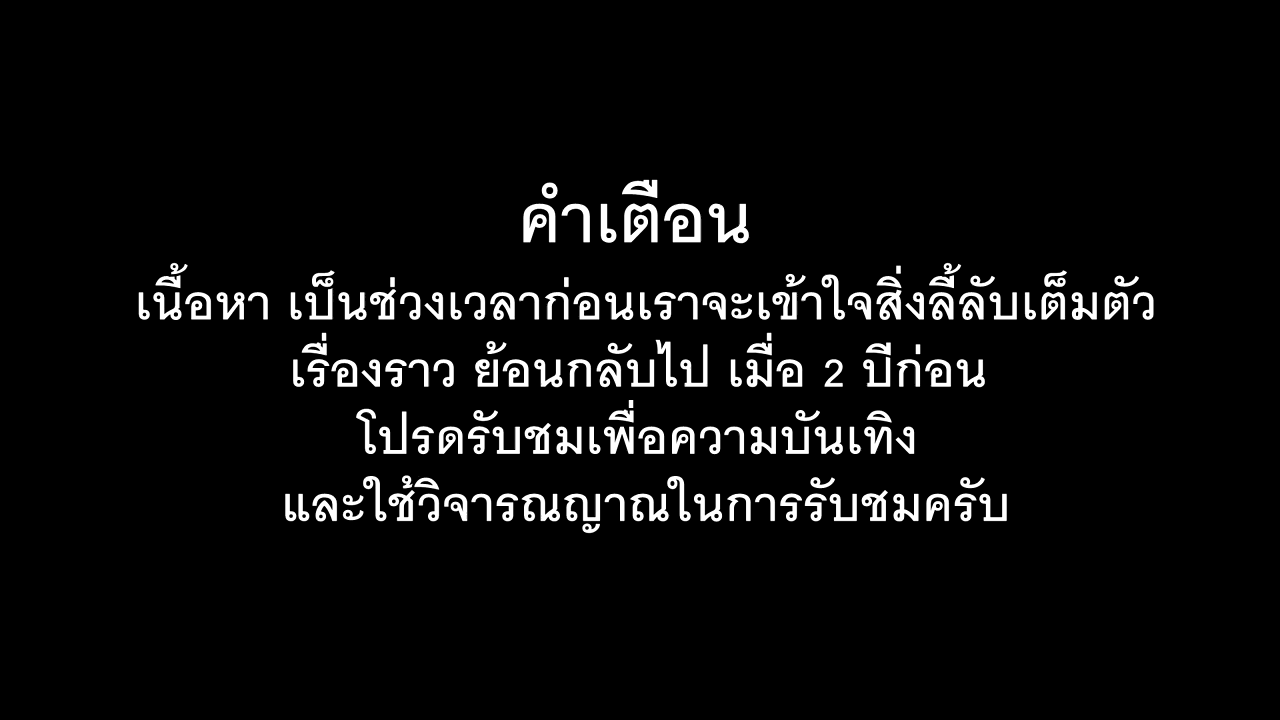 คำเตือน
เนื้อหา เป็นช่วงเวลาก่อนเราจะเข้าใจสิ่งลี้ลับเต็มตัว
เรื่องราว ย้อนกลับไป เมื่อ 2 ปีก่อน
โปรดรับชมเพื่อความบันเทิง
และใช้วิจารณญาณในการรับชมครับ